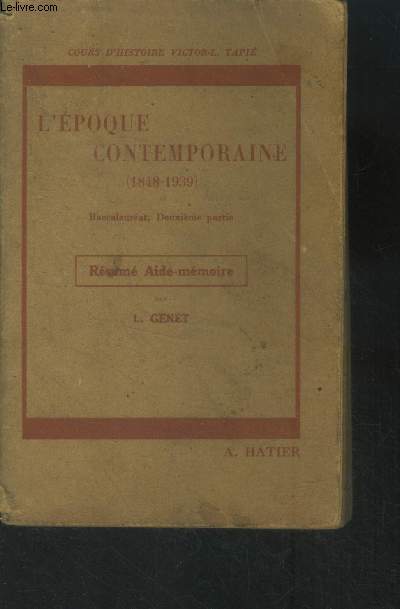 Le-livre.com
COURS D'HISTOIRE VICTOR-L. TAPIÉ
L'ÉPOQUE
CONTEMPORAINE
(1848-1939)
Baccalauréat, Deuxième partie
Résumé Aide-mémoire
PAR
L. GENET
A. HATIER